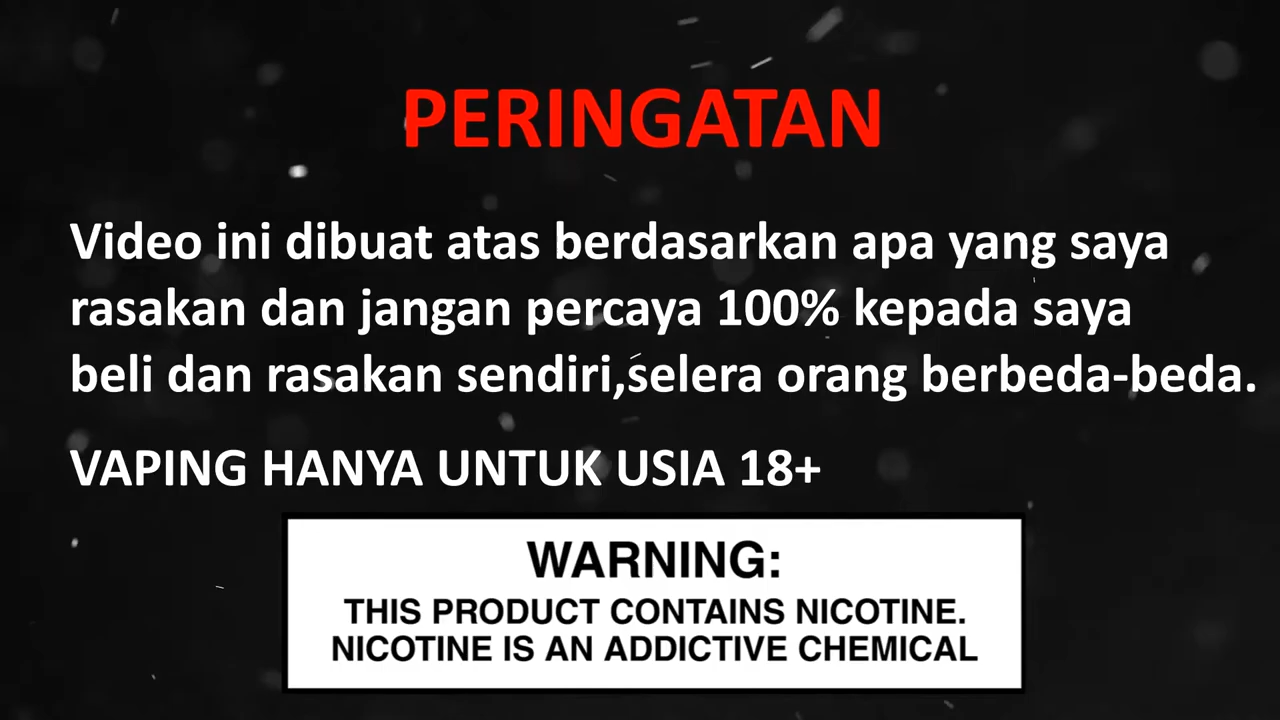 PERINGATAN
Video ini dibuat atas berdasarkan apa yang saya
rasakan dan jangan percaya 100% kepada saya
beli dan rasakan sendiri,selera orang berbeda-beda.
VAPING HANYA UNTUK USIA 18+
WARNING:
THIS PRODUCT CONTAINS NICOTINE.
NICOTINE IS AN ADDICTIVE CHEMICAL